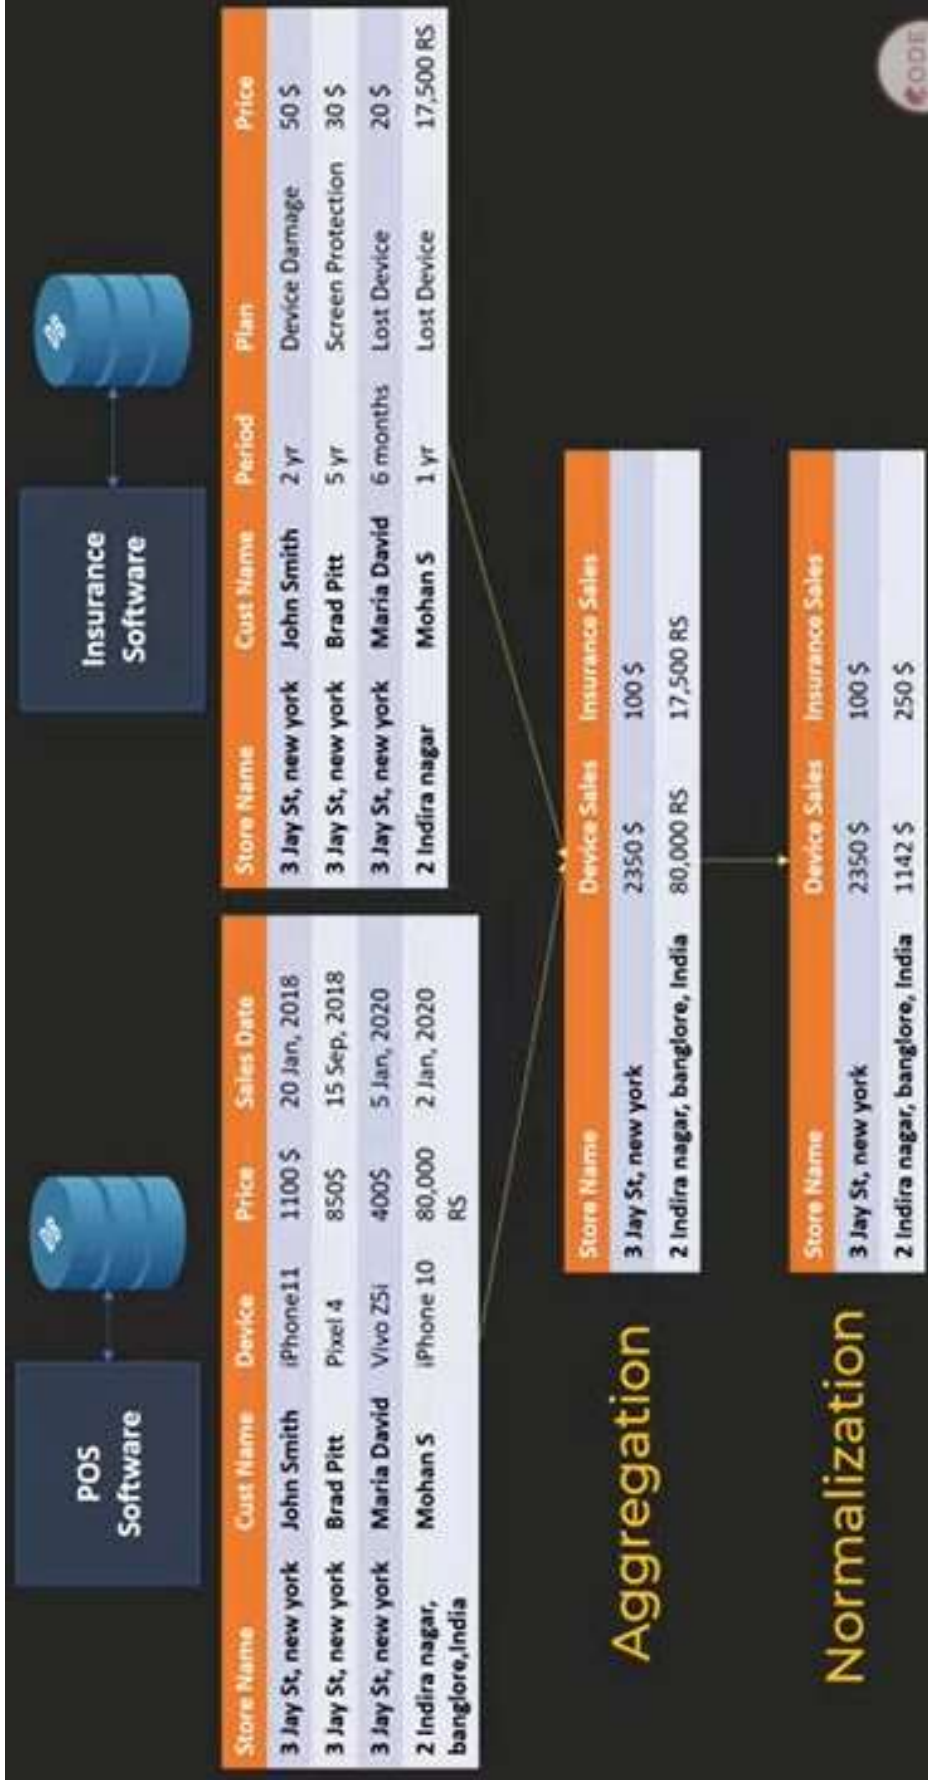 POS
Software
Insurance
Software
Store Name Cust Name Device Price Sales Date
3 Jay St, new york John Smith iPhone11 1100 $ 20 Jan, 2018
3 Jay St, new york Brad Pitt Pixel 4 850$ 15 Sep, 2018
3 Jay St, new york Maria David Vivo ZSi 400$ 5 Jan, 2020
2 Indira nagar, Mohan S iPhone 10 80,000 2 Jan, 2020
banglore,India RS
Store Name Cust Name Period Plan Price
3 Jay St, new york John Smith 2 yr Device Damage 50 $
3 Jay St, new york Brad Pitt 5 yr Screen Protection 30 $
3 Jay St, new york Maria David 6 months Lost Device 20 $
2 Indira nagar Mohan S 1 yr Lost Device 17,500 RS
Aggregation
Store Name Device Sales Insurance Sales
3 Jay St, new york 2350 $ 100 $
2 Indira nagar, banglore, India 80,000 RS 17,500 RS
Normalization
Store Name Device Sales Insurance Sales
3 Jay St, new york 2350 $ 100 $
2 Indira nagar, banglore, India 1142 $ 250 $
CODE